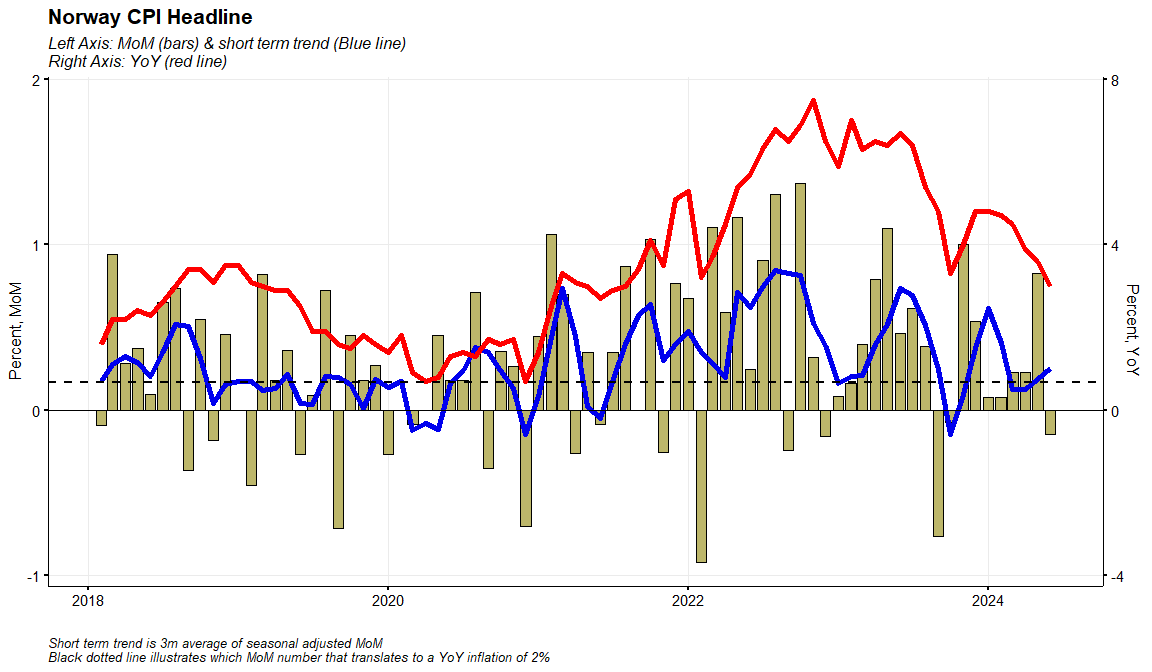 Norway CPI Headline
Left Axis: MoM (bars) & short term trend (Blue line)
Right Axis: YoY (red line)
2
1
0
-1
Percent, MoM
8
4
0
-4
Percent, YoY
2018
2020
2022
2024
Short term trend is 3m average of seasonal adjusted MoM
Black dotted line illustrates which MoM number that translates to a YoY inflation of 2%